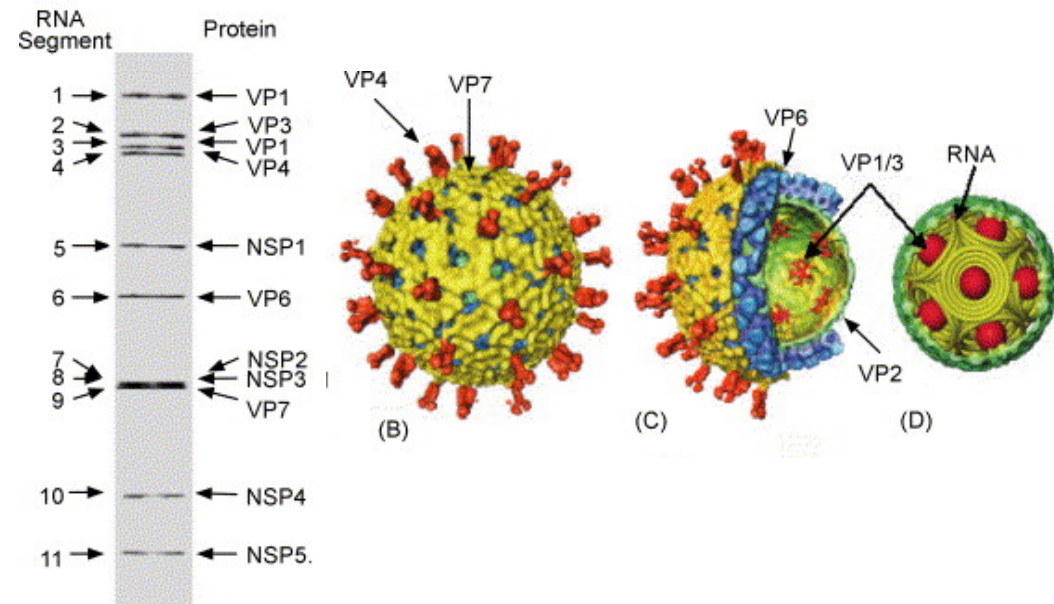 RNA
Segment
Protein
1
VP1
2
VP3
3
VP1
4
VP4
5
NSP1
6
VP6
7
NSP2
8
NSP3
9
VP7
10
NSP4
11
NSP5.
VP4
VP7
(B)
VP6
VP1/3
VP2
(C)
RNA
(D)